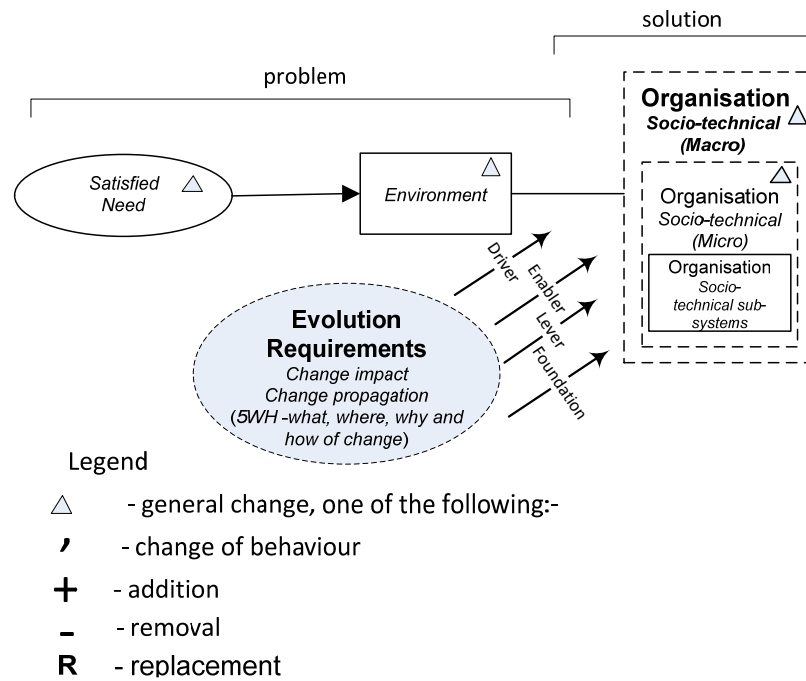 solution
problem
Organisation
Socio-technical
(Macro)
Satisfied
Need
Environment
Organisation
Socio-technical
(Micro)
Organisation
Socio-
technical sub-
systems
Driver
Enabler
Lever
Foundation
Evolution
Requirements
Change impact
Change propagation
(5WH -what, where, why and
how of change)
Legend
- general change, one of the following:-
, - change of behaviour
+ - addition
- - removal
R - replacement